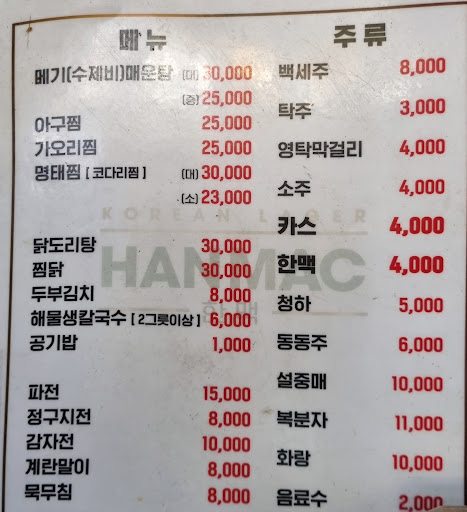 메뉴
메기(수제비)매운탕 (대) 30,000
(중) 25,000
아구찜 25,000
가오리찜 25,000
명태찜 [ 코다리찜 ] (대) 30,000
(소) 23,000
닭도리탕 30,000
찜닭 30,000
두부김치 8,000
해물생칼국수 [ 2그릇이상 ] 6,000
공기밥 1,000
파전 15,000
정구지전 8,000
감자전 10,000
계란말이 8,000
묵무침 8,000
주류
백세주 8,000
탁주 3,000
영탁막걸리 4,000
소주 4,000
카스 4,000
한맥 4,000
청하 5,000
동동주 6,000
설중매 10,000
복분자 11,000
화랑 10,000
음료수 2,000
KOREAN LAGER
HANMAC
한맥